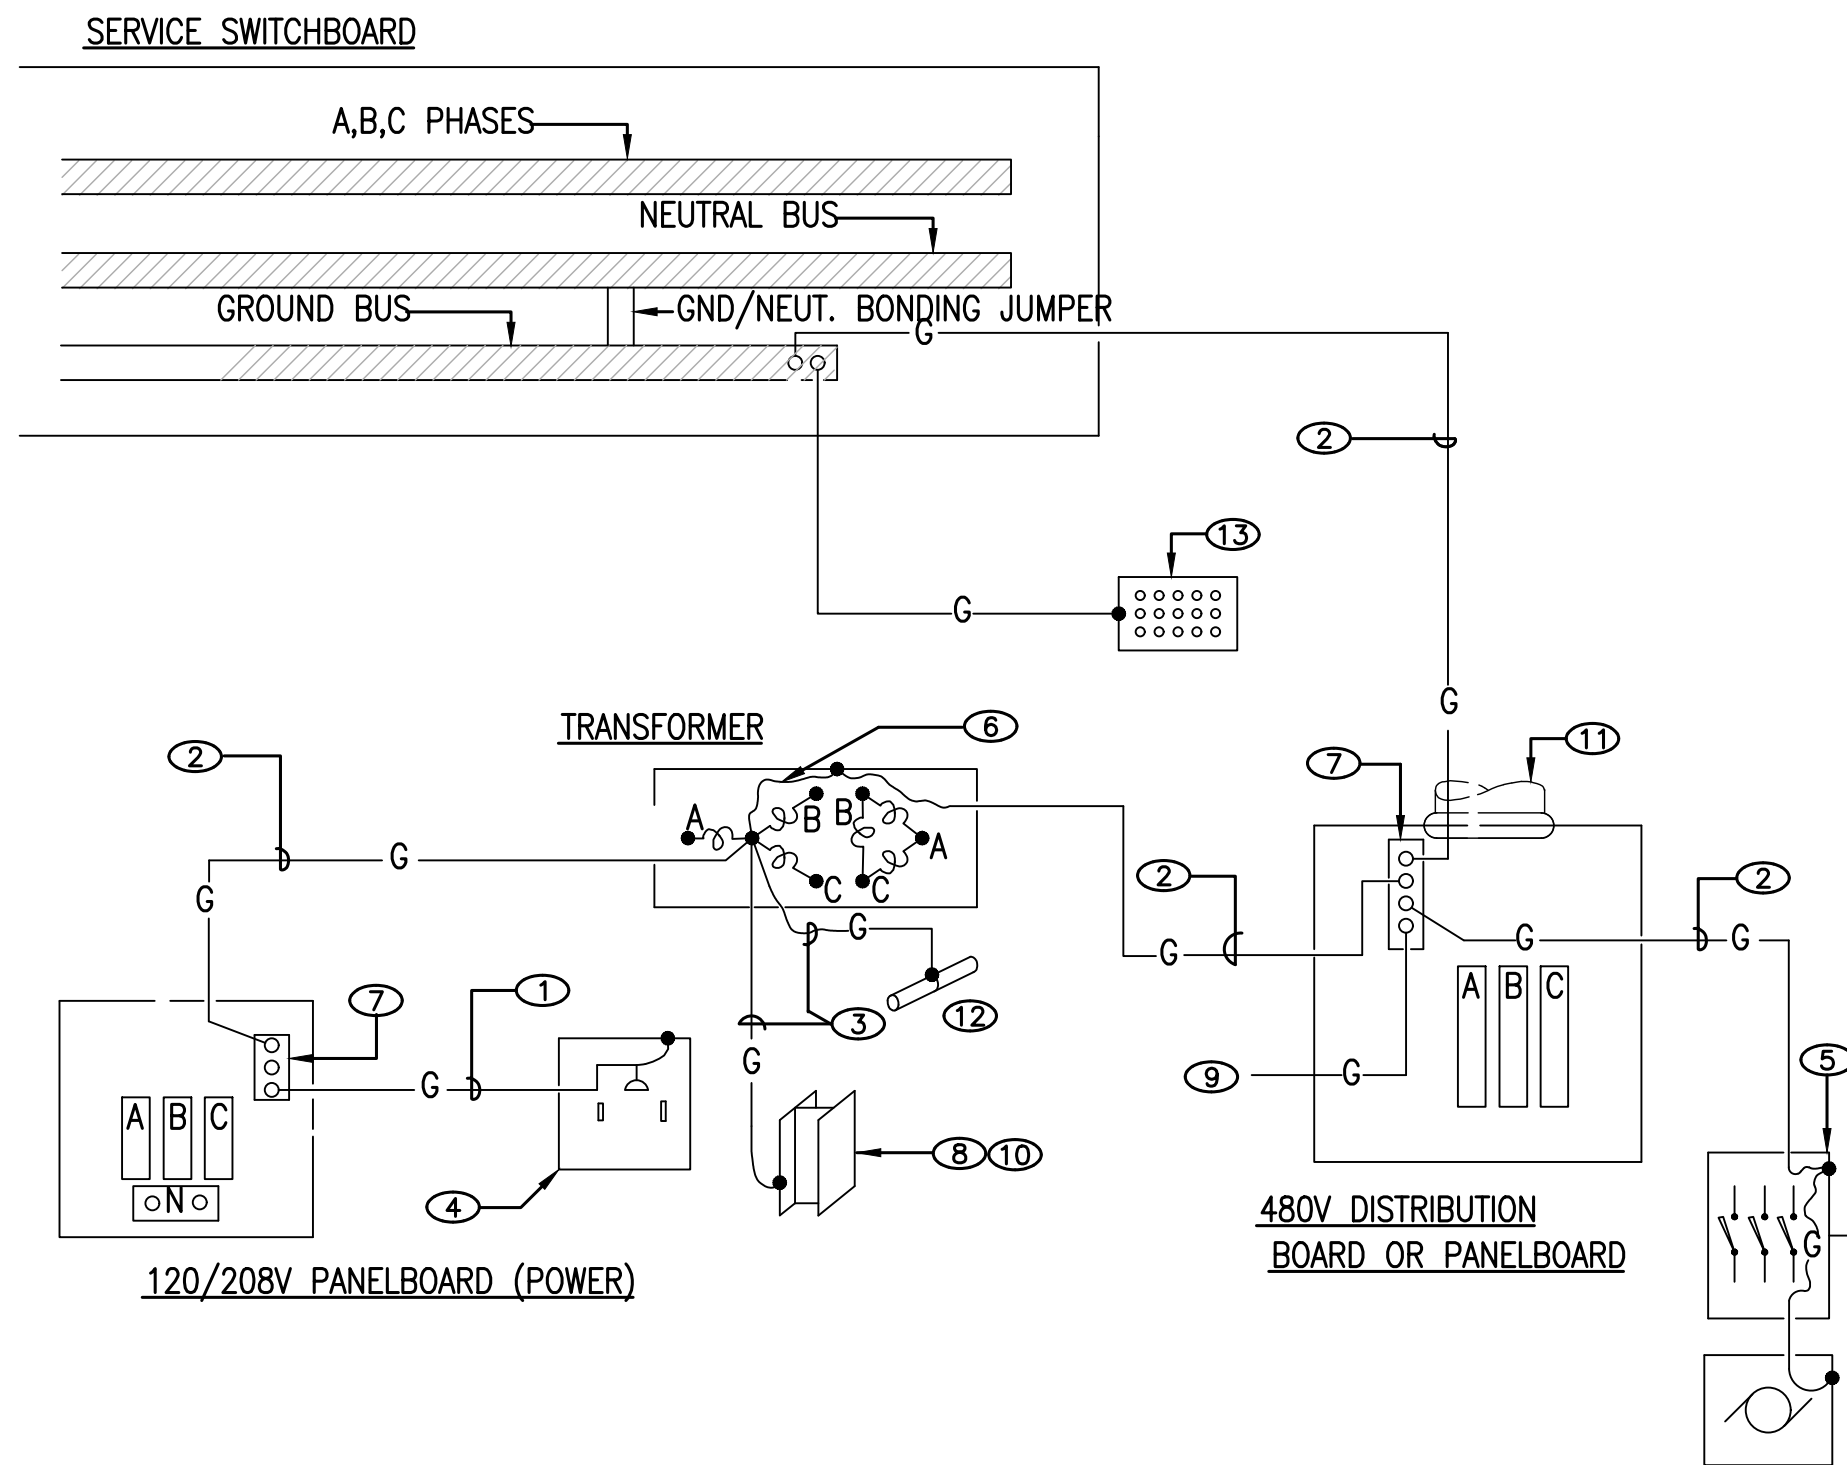 SERVICE SWITCHBOARD
A,B,C PHASES
NEUTRAL BUS
GROUND BUS
GND/NEUT. BONDING JUMPER
G
2
13
G
G
TRANSFORMER
6
7
11
2
A
B
B
A
C
C
G
G
2
2
G
3
12
G
G
G
A
B
C
7
1
G
G
9
G
5
A
B
C
N
4
8
10
G
480V DISTRIBUTION
BOARD OR PANELBOARD
120/208V PANELBOARD (POWER)